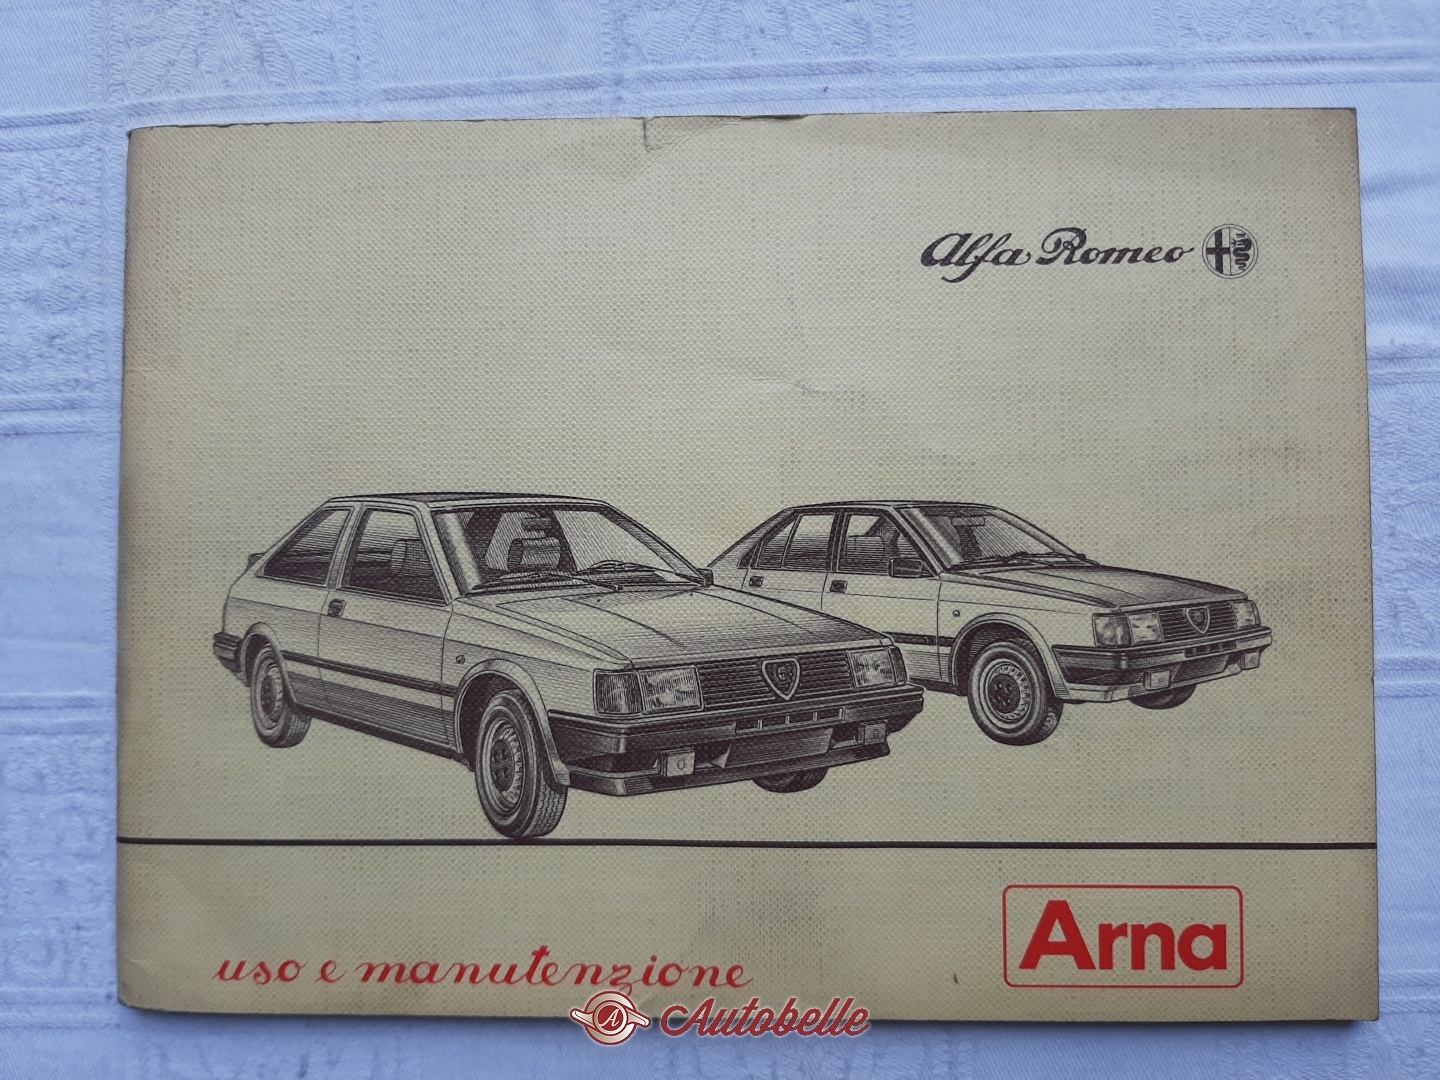 Alfa Romeo
uso e manutenzione
Arna
Autobelle